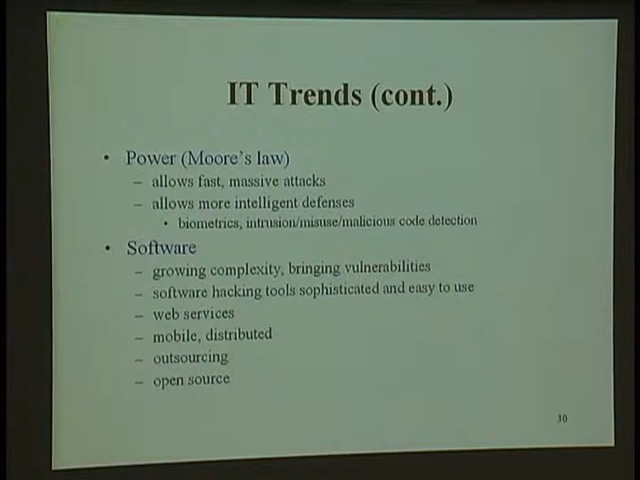 IT Trends (cont.)
• Power (Moore's law)
– allows fast, massive attacks
– allows more intelligent defenses
• biometrics, intrusion/misuse/malicious code detection
• Software
– growing complexity, bringing vulnerabilities
– software hacking tools sophisticated and easy to use
– web services
– mobile, distributed
– outsourcing
– open source
30